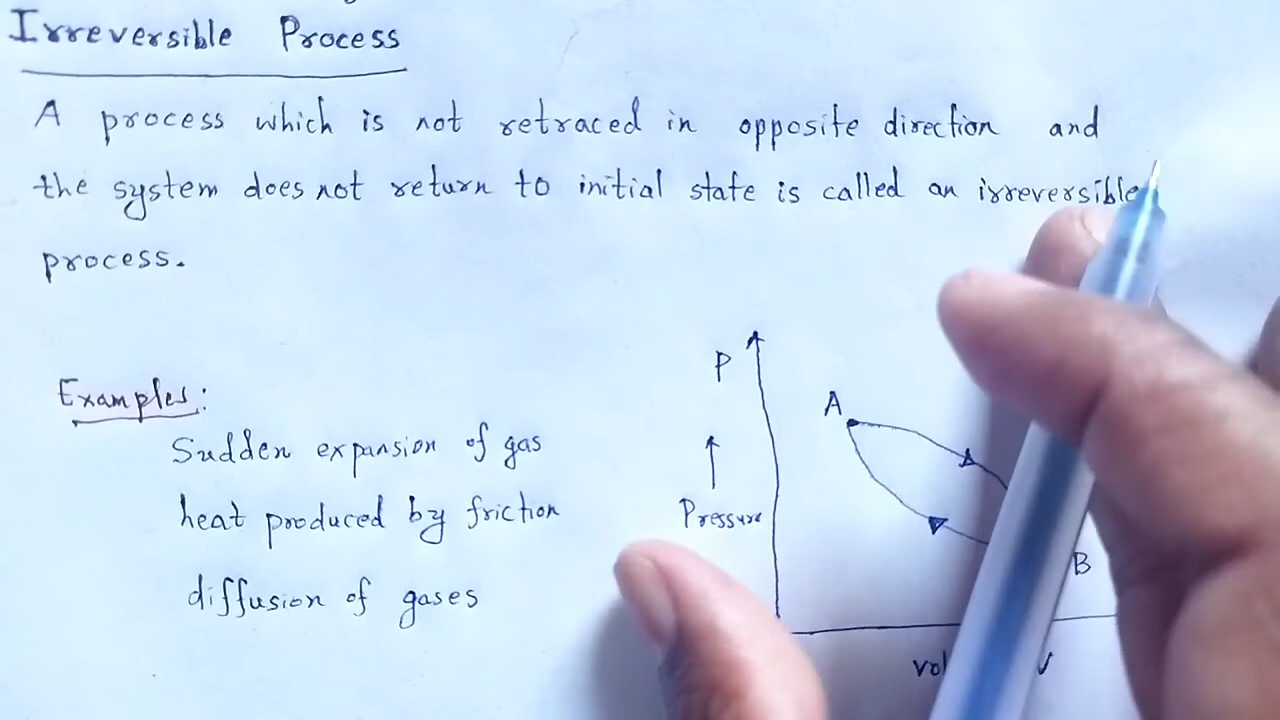 Irreversible Process
A process which is not retraced in opposite direction and
the system does not return to initial state is called an irreversible
process.
Examples:
Sudden expansion of gas
heat produced by friction
diffusion of gases
P
A
Pressure
B
V